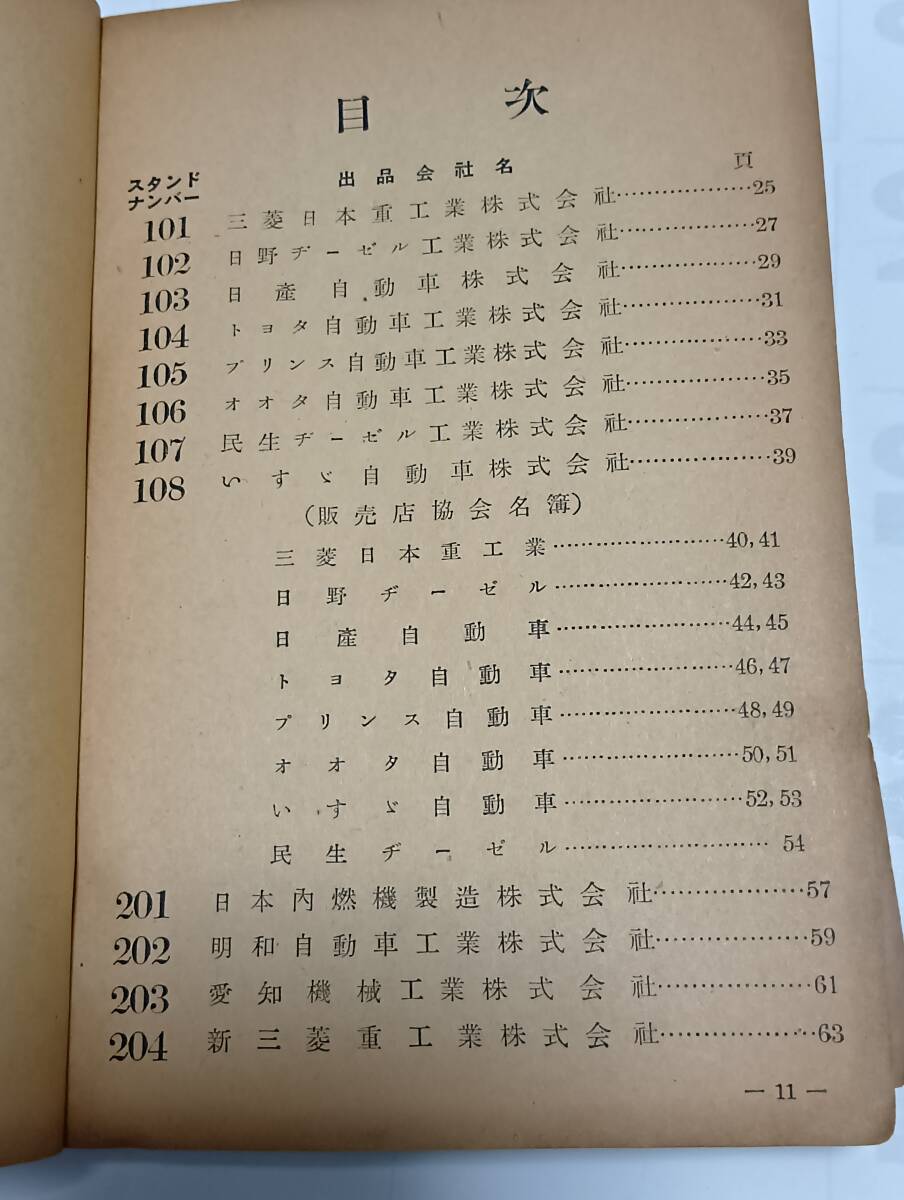 目次
スタンドナンバー 出品会社名 頁
101 三菱日本重工業株式会社……………25
102 日野ヂーゼル工業株式会社……………27
103 日産自動車株式会社……………29
104 トヨタ自動車工業株式会社……………31
105 プリンス自動車工業株式会社……………33
106 オオタ自動車工業株式会社……………35
107 民生ヂーゼル工業株式会社……………37
108 いすゞ自動車株式会社……………39
(販売店協会名簿)
三菱日本重工業……………40,41
日野ヂーゼル……………42,43
日産自動車……………44,45
トヨタ自動車……………46,47
プリンス自動車……………48,49
オオタ自動車……………50,51
いすゞ自動車……………52,53
民生ヂーゼル……………54
201 日本内燃機製造株式会社……………57
202 明和自動車工業株式会社……………59
203 愛知機械工業株式会社……………61
204 新三菱重工業株式会社……………63
— 11 —